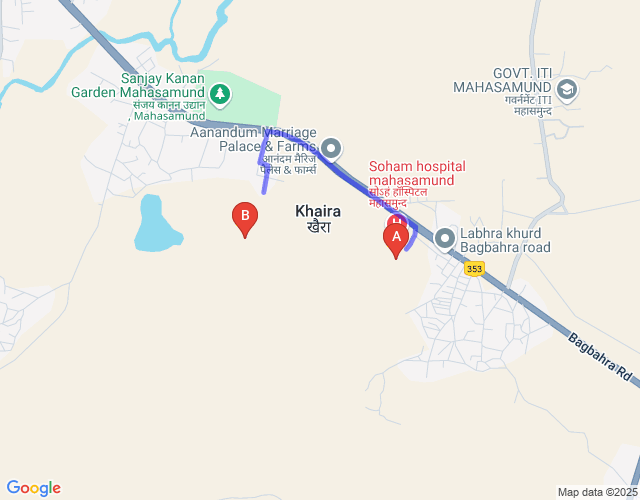 Sanjay Kanan
Garden Mahasamund
संजय कानन उद्यान
Mahasamund
GOVT. ITI
MAHASAMUND
गवर्नमेंट ITI
महासमुन्द
Aanandum Marriage
Palace & Farms
आनंदम मैरिज
पैलेस & फार्म्स
Soham hospital
mahasamund
सोऽहं हॉस्पिटल
महासमुन्द
B
Khaira
खैरा
H
A
Labhra khurd
Bagbahra road
353
Bagbahra Rd
Google
Map data ©2025